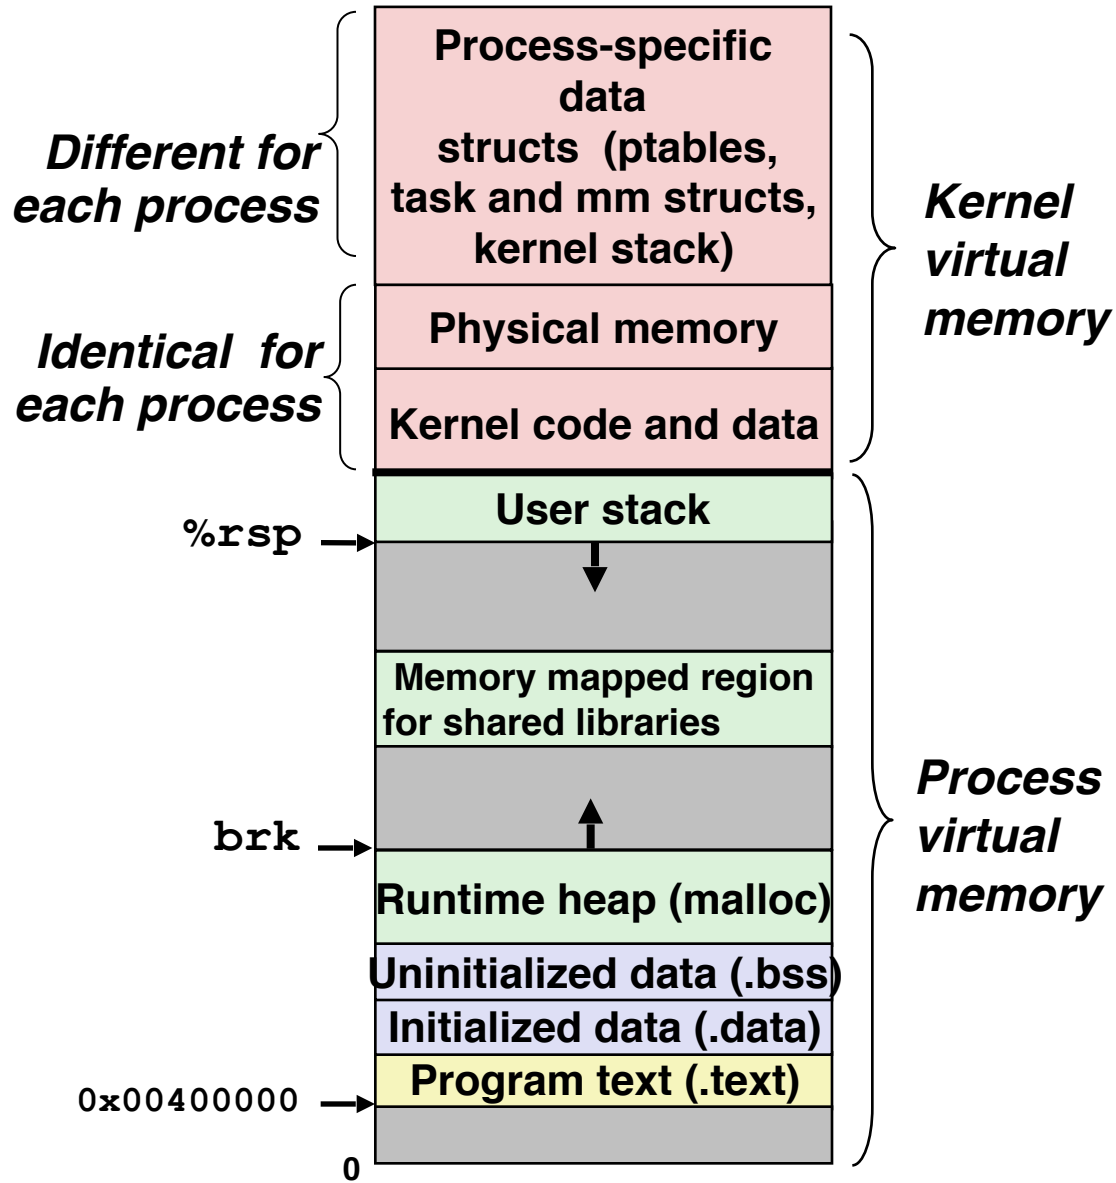 Process-specific
data
structs (ptables,
task and mm structs,
kernel stack)
Different for
each process
Kernel
virtual
memory
Physical memory
Identical for
each process
Kernel code and data
User stack
%rsp
Memory mapped region
for shared libraries
Process
virtual
memory
brk
Runtime heap (malloc)
Uninitialized data (.bss)
Initialized data (.data)
Program text (.text)
0x00400000
0